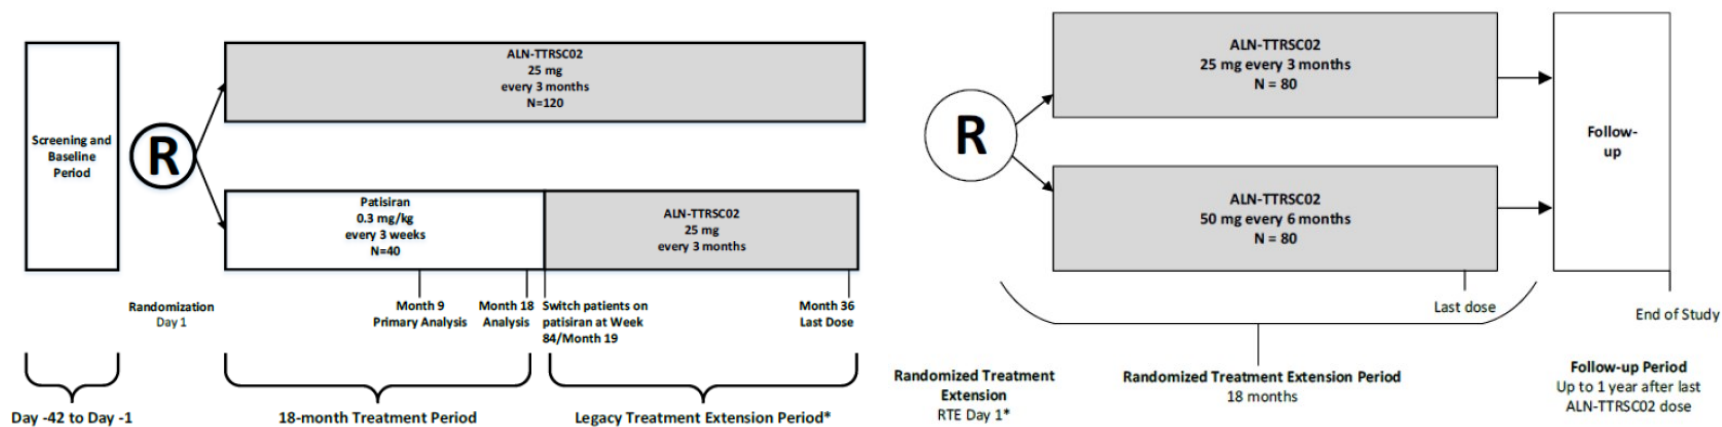 Screening and
Baseline
Period
R
ALN-TTRSC02
25 mg
every 3 months
N=120
Patisiran
0.3 mg/kg
every 3 weeks
N=40
ALN-TTRSC02
25 mg
every 3 months
Randomization
Day 1
Month 9
Primary Analysis
Month 18
Analysis
Switch patients on
patisiran at Week
84/Month 19
Month 36
Last Dose
Day -42 to Day -1
18-month Treatment Period
Legacy Treatment Extension Period*
R
ALN-TTRSC02
25 mg every 3 months
N = 80
ALN-TTRSC02
50 mg every 6 months
N = 80
Follow-
up
Last dose
End of Study
Randomized Treatment
Extension
RTE Day 1*
Randomized Treatment Extension Period
18 months
Follow-up Period
Up to 1 year after last
ALN-TTRSC02 dose